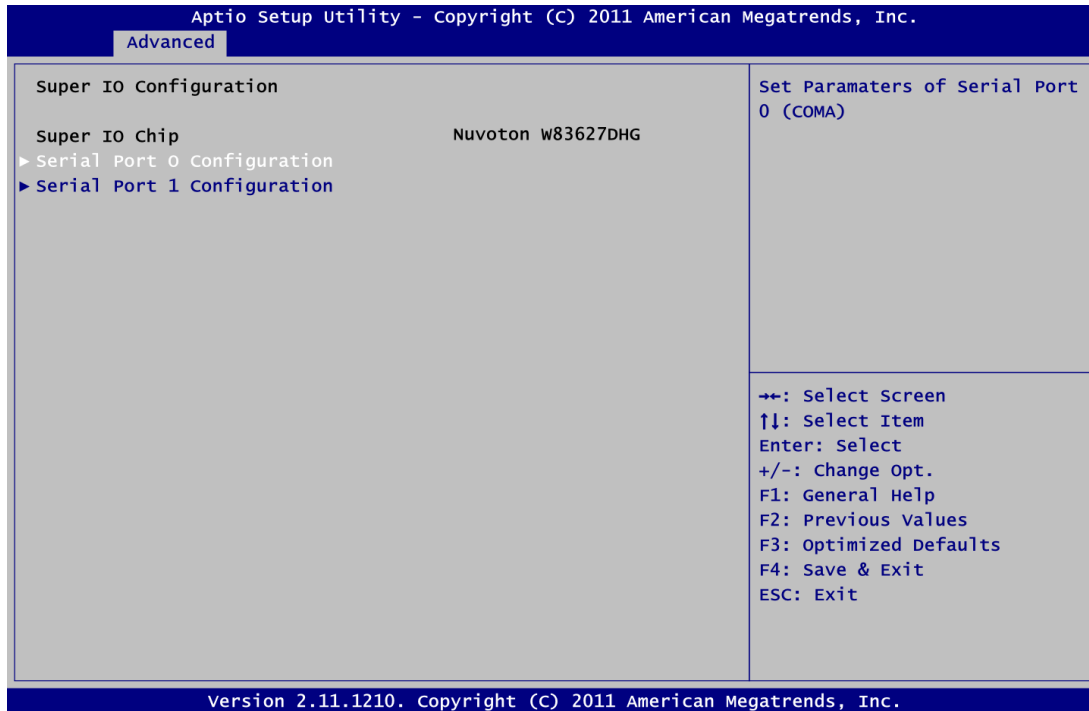 Aptio Setup Utility - Copyright (C) 2011 American Megatrends, Inc.
Advanced
Super IO Configuration
Super IO Chip Nuvoton W83627DHG
► Serial Port 0 Configuration
► Serial Port 1 Configuration
Set Paramaters of Serial Port
0 (COMA)
→←: Select Screen
↑↓: Select Item
Enter: Select
+/-: Change Opt.
F1: General Help
F2: Previous Values
F3: Optimized Defaults
F4: Save & Exit
ESC: Exit
Version 2.11.1210. Copyright (C) 2011 American Megatrends, Inc.